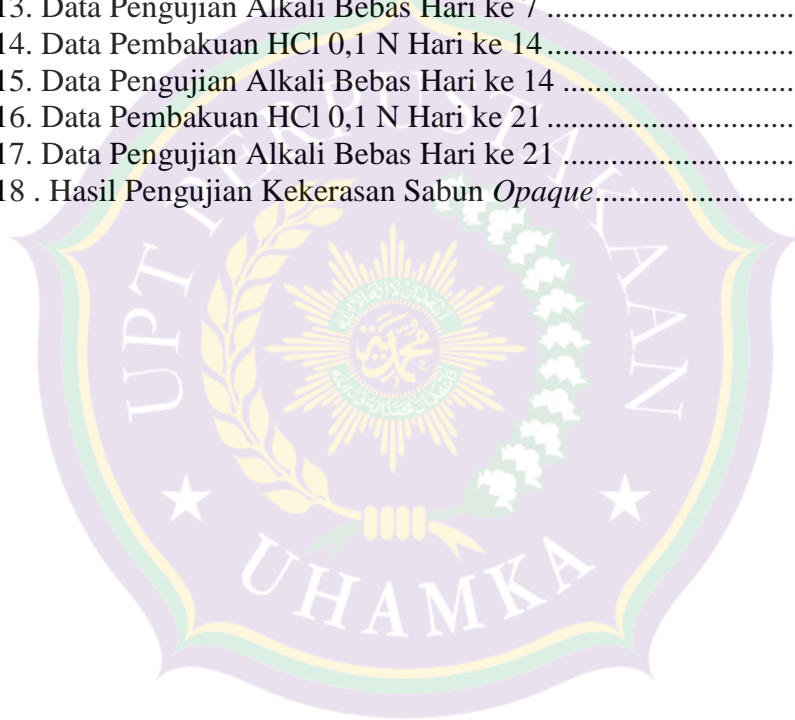 13. Data Pengujian Alkali Bebas Hari ke 7 ...............................
14. Data Pembakuan HCl 0,1 N Hari ke 14 ...............................
15. Data Pengujian Alkali Bebas Hari ke 14 .............................
16. Data Pembakuan HCl 0,1 N Hari ke 21 ...............................
17. Data Pengujian Alkali Bebas Hari ke 21 .............................
18 . Hasil Pengujian Kekerasan Sabun Opaque.........................
UPT PERPUSTAKAAN
UHAMKA